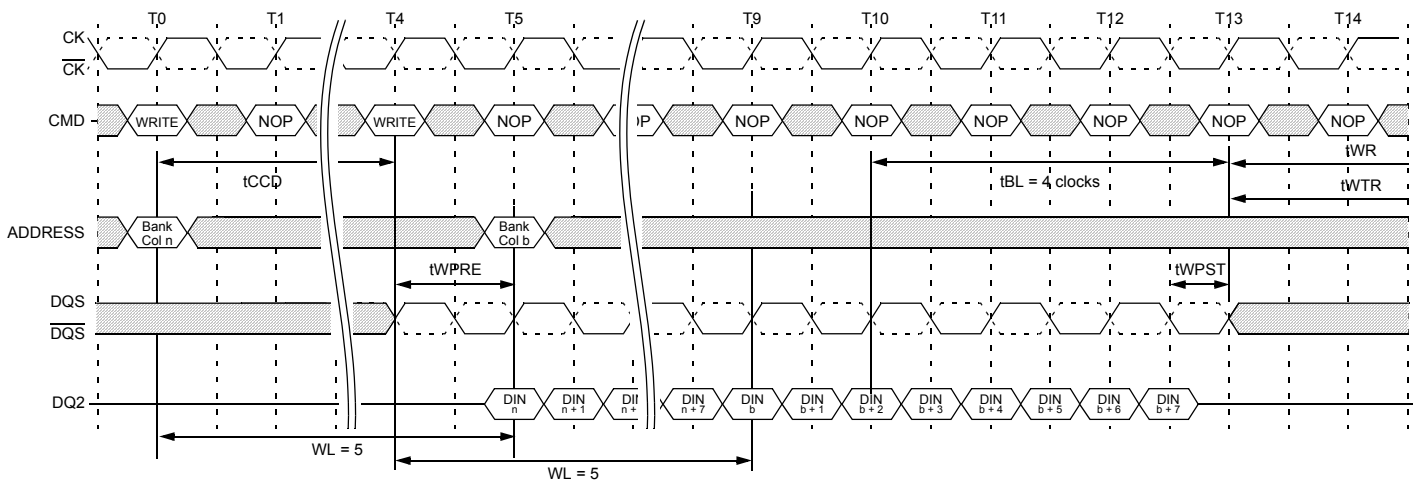 T0 T1 T4 T5 T9 T10 T11 T12 T13 T14
CK
CK
CMD WRITE NOP WRITE NOP NOP NOP NOP NOP NOP NOP
tWR
tCCD tBL = 4 clocks
tWTR
ADDRESS Bank Col n Bank Col b
tWPRE tWPST
DQS
DQS
DQ2 DIN n DIN n + 1 n + DIN n + 7 DIN b DIN b + 1 DIN b + 2 DIN b + 3 DIN b + 4 DIN b + 5 DIN b + 6 DIN b + 7
WL = 5
WL = 5